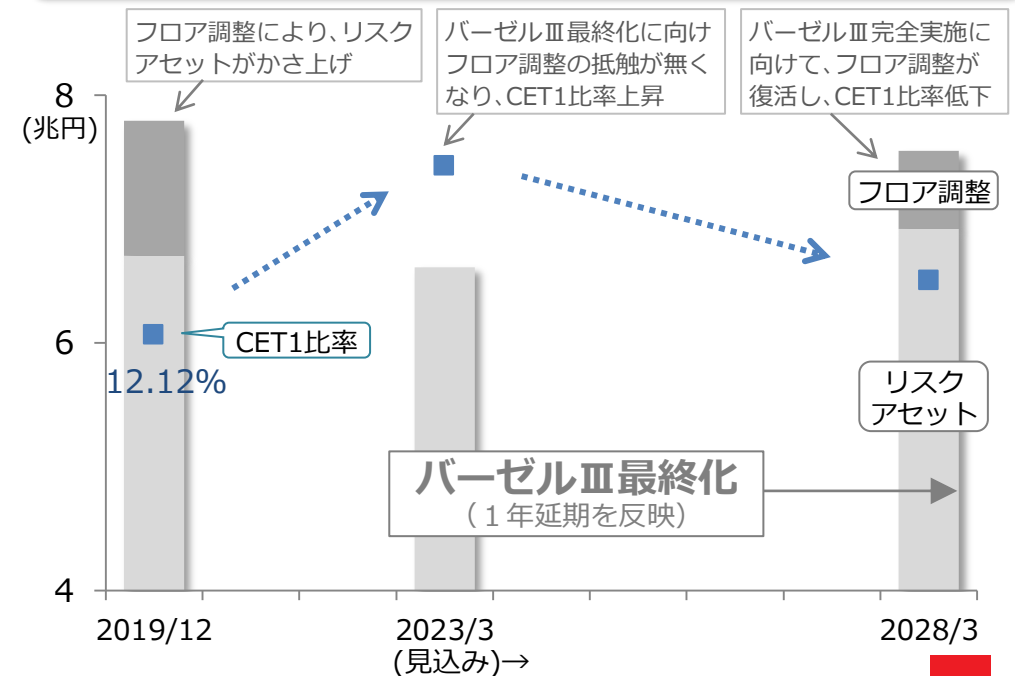 フロア調整により、リスク
アセットがかさ上げ
バーゼルⅢ最終化に向け
フロア調整の抵触が無く
なり、CET1比率上昇
バーゼルⅢ完全実施に
向けて、フロア調整が
復活し、CET1比率低下
8
(兆円)
フロア調整
6
CET1比率
12.12%
リスク
アセット
バーゼルⅢ最終化
（１年延期を反映）
4
2019/12
2023/3
(見込み)→
2028/3